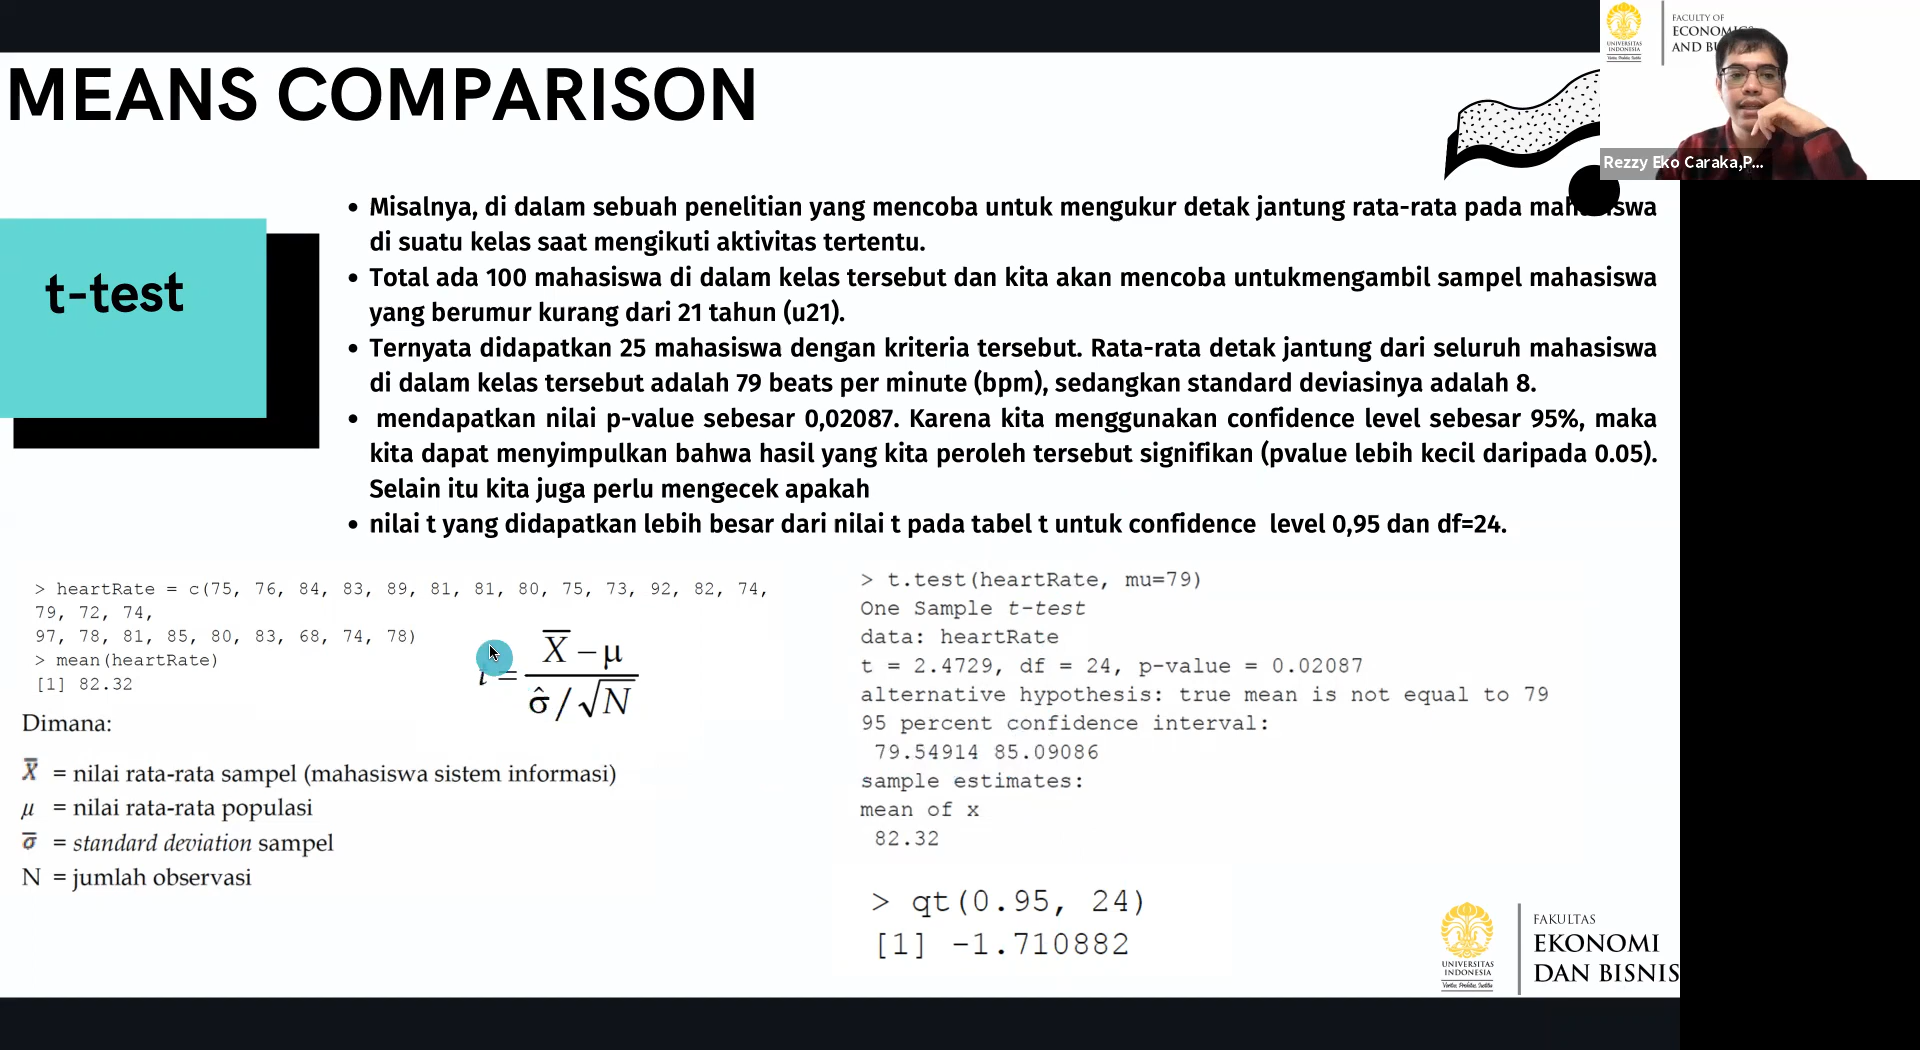 FACULTY OF
ECONOMICS
UNIVERSITAS
INDONESIA
Rezzy Eko Caraka,P...
MEANS COMPARISON
t-test
• Misalnya, di dalam sebuah penelitian yang mencoba untuk mengukur detak jantung rata-rata pada
di suatu kelas saat mengikuti aktivitas tertentu.
• Total ada 100 mahasiswa di dalam kelas tersebut dan kita akan mencoba untukmengambil sampel mahasiswa
yang berumur kurang dari 21 tahun (u21).
• Ternyata didapatkan 25 mahasiswa dengan kriteria tersebut. Rata-rata detak jantung dari seluruh mahasiswa
di dalam kelas tersebut adalah 79 beats per minute (bpm), sedangkan standard deviasinya adalah 8.
• mendapatkan nilai p-value sebesar 0,02087. Karena kita menggunakan confidence level sebesar 95%, maka
kita dapat menyimpulkan bahwa hasil yang kita peroleh tersebut signifikan (pvalue lebih kecil daripada 0.05).
Selain itu kita juga perlu mengecek apakah
• nilai t yang didapatkan lebih besar dari nilai t pada tabel t untuk confidence level 0,95 dan df=24.
> heartRate = c(75, 76, 84, 83, 89, 81, 81, 80, 75, 73, 92, 82, 74,
79, 72, 74,
97, 78, 81, 85, 80, 83, 68, 74, 78)
> mean(heartRate)
[1] 82.32
t = (X̅ − μ) / (σ̂ / √N)
Dimana:
X̅ = nilai rata-rata sampel (mahasiswa sistem informasi)
μ = nilai rata-rata populasi
σ̅ = standard deviation sampel
N = jumlah observasi
> t.test(heartRate, mu=79)
One Sample t-test
data: heartRate
t = 2.4729, df = 24, p-value = 0.02087
alternative hypothesis: true mean is not equal to 79
95 percent confidence interval:
79.54914 85.09086
sample estimates:
mean of x
82.32
> qt(0.95, 24)
[1] -1.710882
UNIVERSITAS
INDONESIA
Veritas, Probitas, Iustitia
FAKULTAS
EKONOMI
DAN BISNIS